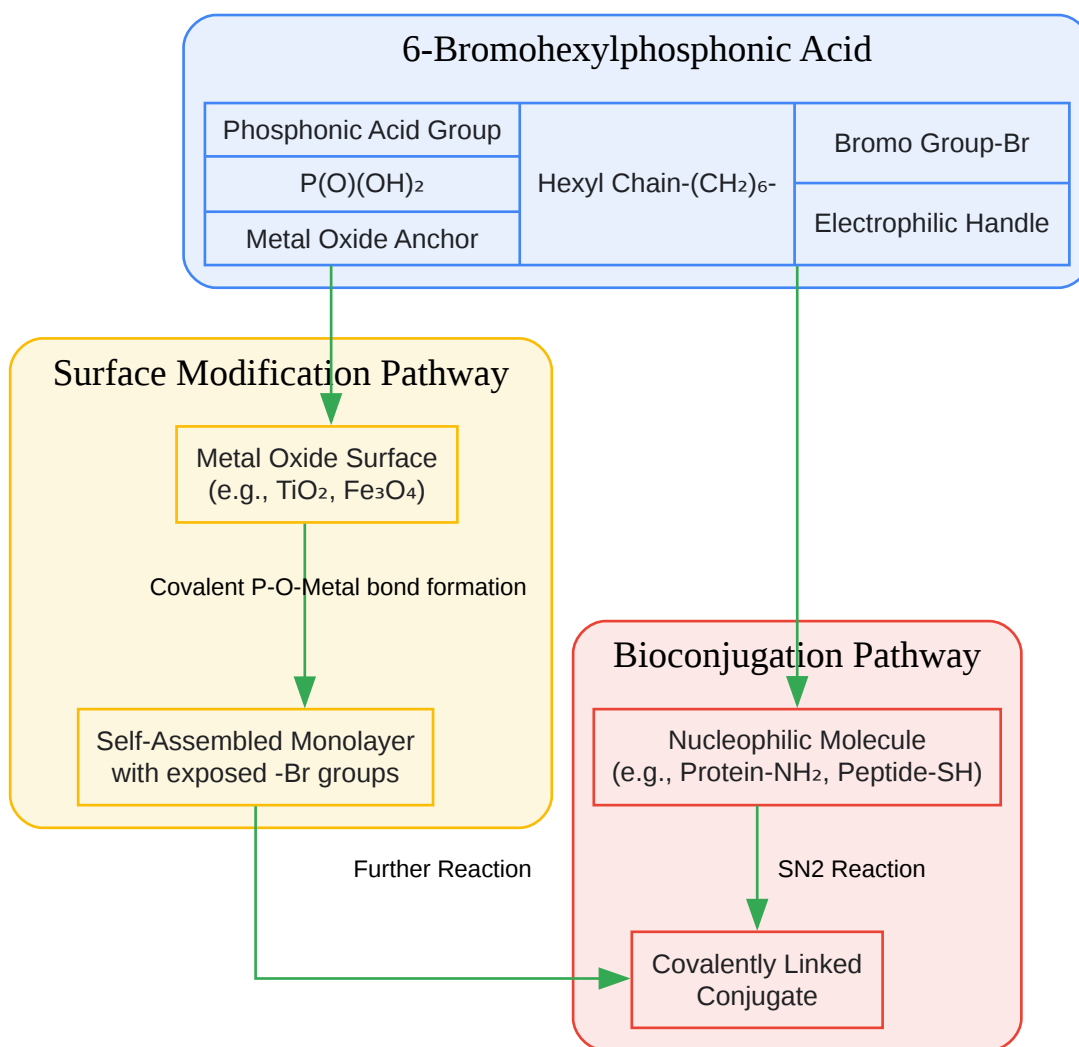 6-Bromohexylphosphonic Acid
Phosphonic Acid Group
P(O)(OH)₂
Metal Oxide Anchor
Hexyl Chain-(CH₂)₆-
Bromo Group-Br
Electrophilic Handle
Surface Modification Pathway
Metal Oxide Surface
(e.g., TiO₂, Fe₃O₄)
Covalent P-O-Metal bond formation
Self-Assembled Monolayer
with exposed -Br groups
Further Reaction
Bioconjugation Pathway
Nucleophilic Molecule
(e.g., Protein-NH₂, Peptide-SH)
SN2 Reaction
Covalently Linked
Conjugate